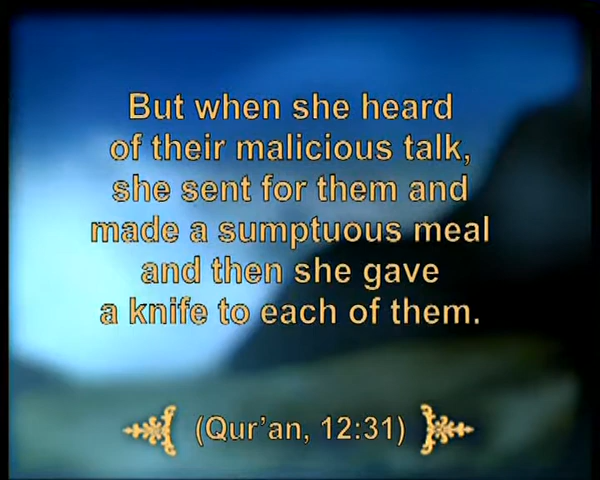 But when she heard
of their malicious talk,
she sent for them and
made a sumptuous meal
and then she gave
a knife to each of them.
(Qur'an, 12:31)